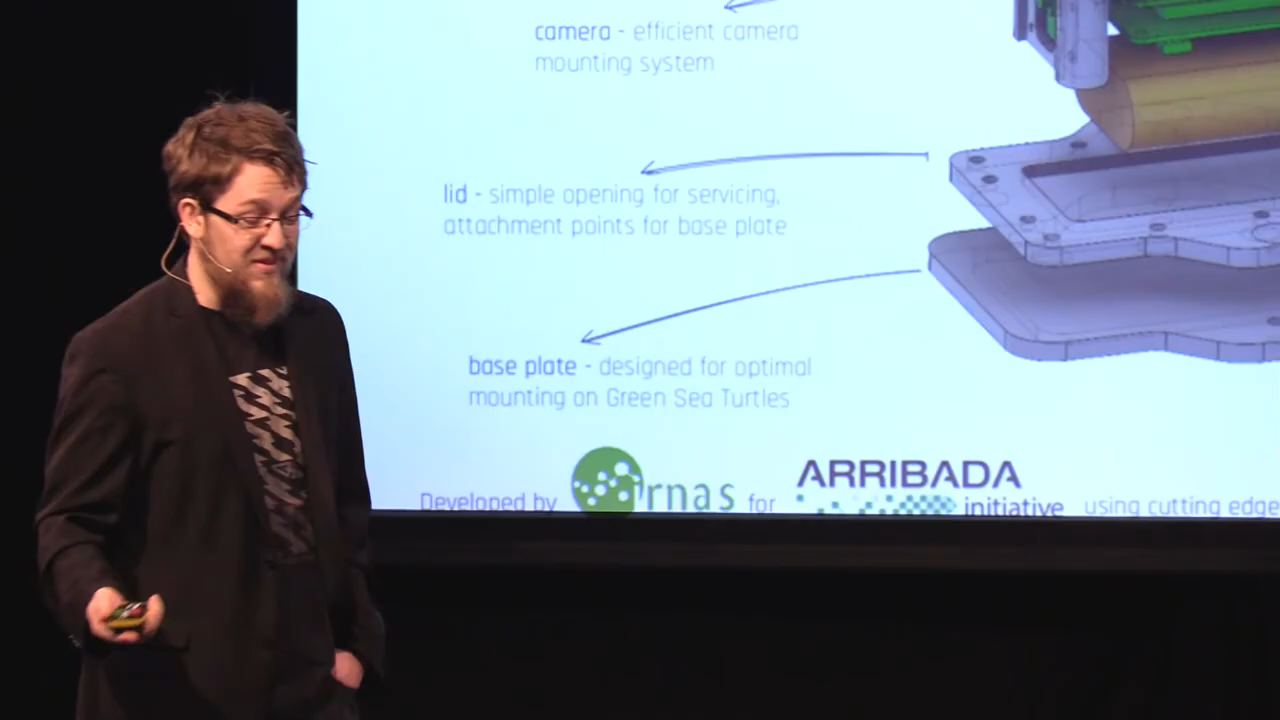 camera - efficient camera
mounting system
lid - simple opening for servicing,
attachment points for base plate
base plate - designed for optimal
mounting on Green Sea Turtles
Developed by rnas for ARRIBADA initiative using cutting edge